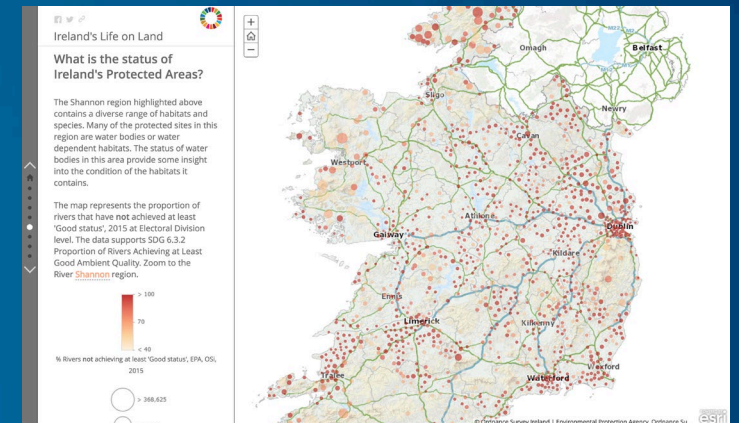 Ireland's Life on Land
What is the status of
Ireland's Protected Areas?
The Shannon region highlighted above
contains a diverse range of habitats and
species. Many of the protected sites in this
region are water bodies or water
dependent habitats. The status of water
bodies in this area provide some insight
into the condition of the habitats it
contains.
The map represents the proportion of
rivers that have not achieved at least
'Good status', 2015 at Electoral Division
level. The data supports SDG 6.3.2
Proportion of Rivers Achieving at Least
Good Ambient Quality. Zoom to the
River Shannon region.
> 100
70
< 40
% Rivers not achieving at least 'Good status', EPA, OSi,
2015
> 368,625
+
−
Omagh
Belfast
Sligo
Newry
Cavan
Westport
Athlone
Galway
Dublin
Kildare
Ennis
Limerick
Kilkenny
Tralee
Wexford
Waterford
© Ordnance Survey Ireland | Environmental Protection Agency, Ordnance Su
esri